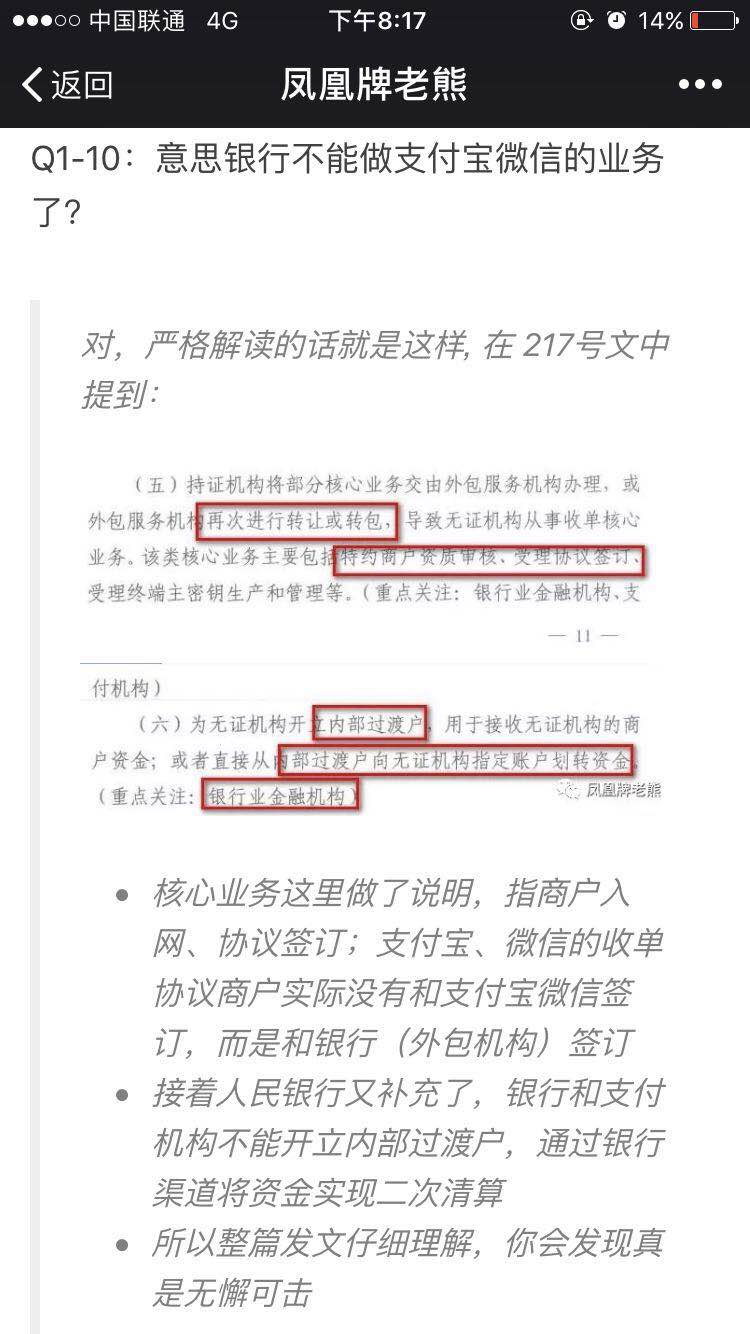 中国联通 4G 下午8:17 14%
返回 凤凰牌老熊
Q1-10：意思银行不能做支付宝微信的业务
了？
对，严格解读的话就是这样, 在 217号文中
提到：
（五）持证机构将部分核心业务交由外包服务机构办理，或
外包服务机构再次进行转让或转包，导致无证机构从事收单核心
业务。该类核心业务主要包括特约商户资质审核、受理协议签订、
受理终端主密钥生产和管理等。（重点关注：银行业金融机构、支
— 11 —
付机构）
（六）为无证机构开立内部过渡户，用于接收无证机构的商
户资金；或者直接从内部过渡户向无证机构指定账户划转资金。
（重点关注：银行业金融机构）
凤凰牌老熊
• 核心业务这里做了说明，指商户入
网、协议签订；支付宝、微信的收单
协议商户实际没有和支付宝微信签
订，而是和银行（外包机构）签订
• 接着人民银行又补充了，银行和支付
机构不能开立内部过渡户，通过银行
渠道将资金实现二次清算
• 所以整篇发文仔细理解，你会发现真
是无懈可击